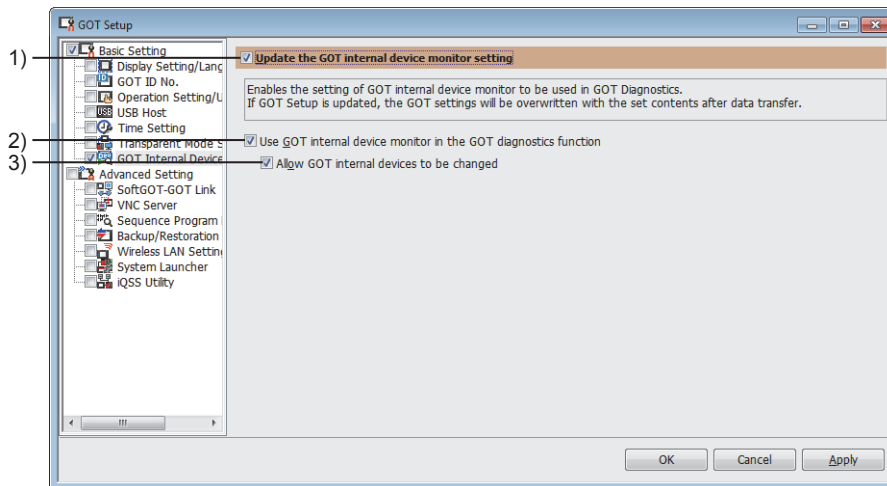 GOT Setup
Basic Setting
Display Setting/Lang
GOT ID No.
Operation Setting/U
USB Host
Time Setting
Transparent Mode S
GOT Internal Device
Advanced Setting
SoftGOT-GOT Link
VNC Server
Sequence Program
Backup/Restoration
Wireless LAN Setting
System Launcher
iQSS Utility
1)
Update the GOT internal device monitor setting
Enables the setting of GOT internal device monitor to be used in GOT Diagnostics.
If GOT Setup is updated, the GOT settings will be overwritten with the set contents after data transfer.
2)
Use GOT internal device monitor in the GOT diagnostics function
3)
Allow GOT internal devices to be changed
OK
Cancel
Apply